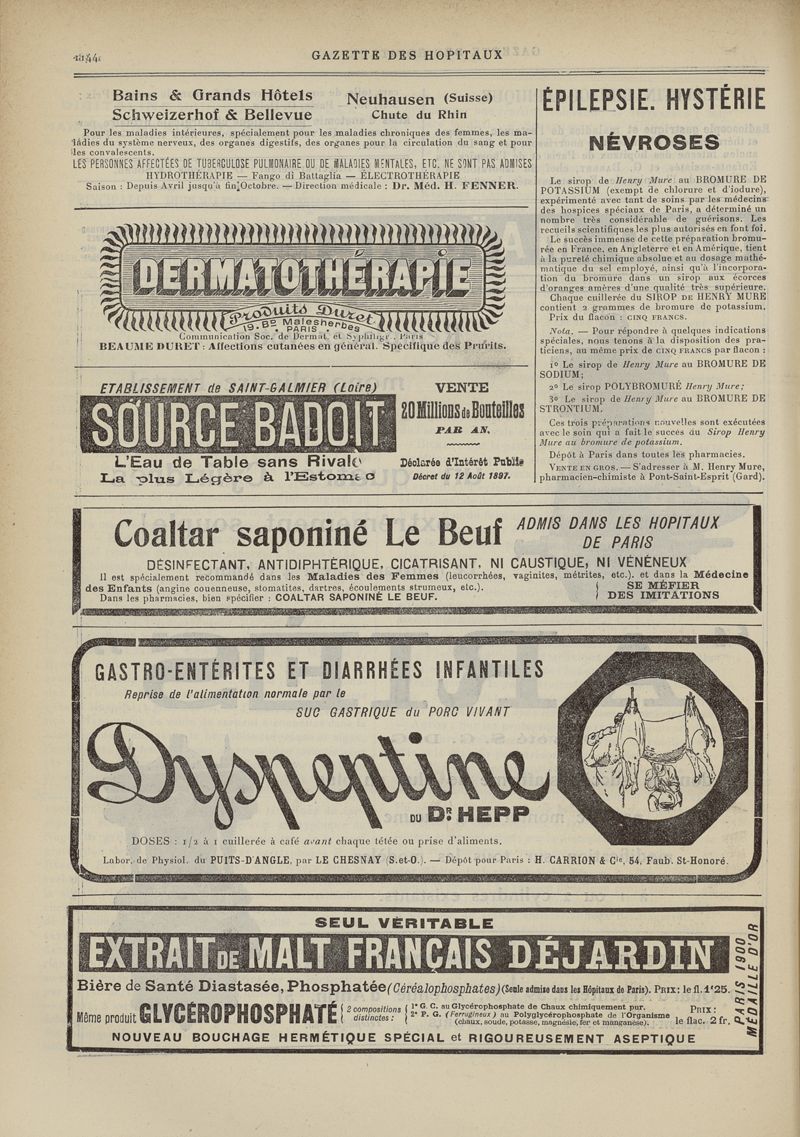 GAZETTE DES HOPITAUX
Bains & Grands Hôtels
Schweizerhof & Bellevue
Neuhausen (Suisse)
Chute du Rhin
Pour les maladies intérieures, spécialement pour les maladies chroniques des femmes, les ma-
ladies du système nerveux, des organes digestifs, des organes pour la circulation du sang et pour
les convalescents.
LES PERSONNES AFFECTÉES DE TUBERCULOSE PULMONAIRE OU DE MALADIES MENTALES, ETC. NE SONT PAS ADMISES
HYDROTHÉRAPIE — Fango di Battaglia — ÉLECTROTHÉRAPIE
Saison : Depuis Avril jusqu'à fin Octobre. — Direction médicale : Dr. Méd. H. FENNER.
DERMATOTHÉRAPIE
Produits Duret
19. Bd Malesherbes
PARIS
Communication Soc. de Dermat. et Syphiligr., Paris
BEAUME DURET : Affections cutanées en général. Spécifique des Prurits.
ETABLISSEMENT de SAINT-GALMIER (Loire)
SOURCE BADOIT
L'Eau de Table sans Rivale
La plus Légère à l'Estomac
VENTE
20 Millions de Bouteilles
PAR AN.
Déclarée d'Intérêt Public
Décret du 12 Août 1897.
ÉPILEPSIE. HYSTÉRIE
NÉVROSES
Le sirop de Henry Mure au BROMURE DE
POTASSIUM (exempt de chlorure et d'iodure),
expérimenté avec tant de soins par les médecins
des hospices spéciaux de Paris, a déterminé un
nombre très considérable de guérisons. Les
recueils scientifiques les plus autorisés en font foi.
Le succès immense de cette préparation bromu-
rée en France, en Angleterre et en Amérique, tient
à la pureté chimique absolue et au dosage mathé-
matique du sel employé, ainsi qu'à l'incorpora-
tion du bromure dans un sirop aux écorces
d'oranges amères d'une qualité très supérieure.
Chaque cuillerée du SIROP DE HENRY MURE
contient 2 grammes de bromure de potassium.
Prix du flacon : CINQ FRANCS.
Nota. — Pour répondre à quelques indications
spéciales, nous tenons à la disposition des pra-
ticiens, au même prix de CINQ FRANCS par flacon :
1º Le sirop de Henry Mure au BROMURE DE
SODIUM;
2º Le sirop POLYBROMURÉ Henry Mure;
3º Le sirop de Henry Mure au BROMURE DE
STRONTIUM.
Ces trois préparations nouvelles sont exécutées
avec le soin qui a fait le succès du Sirop Henry
Mure au bromure de potassium.
Dépôt à Paris dans toutes les pharmacies.
VENTE EN GROS. — S'adresser à M. Henry Mure,
pharmacien-chimiste à Pont-Saint-Esprit (Gard).
Coaltar saponiné Le Beuf
ADMIS DANS LES HOPITAUX
DE PARIS
DÉSINFECTANT, ANTIDIPHTÉRIQUE, CICATRISANT, NI CAUSTIQUE, NI VÉNÉNEUX
Il est spécialement recommandé dans les Maladies des Femmes (leucorrhées, vaginites, métrites, etc.), et dans la Médecine
des Enfants (angine couenneuse, stomatites, dartres, écoulements strumeux, etc.).
Dans les pharmacies, bien spécifier : COALTAR SAPONINÉ LE BEUF.
SE MÉFIER
DES IMITATIONS
GASTRO-ENTÉRITES ET DIARRHÉES INFANTILES
Reprise de l'alimentation normale par le
SUC GASTRIQUE du PORC VIVANT
Dyspeptine
DU DR. HEPP
DOSES : 1/2 à 1 cuillerée à café avant chaque tétée ou prise d'aliments.
Labor. de Physiol. du PUITS-D'ANGLE, par LE CHESNAY (S.et-O.). — Dépôt pour Paris : H. CARRION & Cie, 54, Faub. St-Honoré.
SEUL VÉRITABLE
EXTRAIT DE MALT FRANÇAIS DÉJARDIN
Bière de Santé Diastasée, Phosphatée (Céréalophosphates) (Seule admise dans les Hôpitaux de Paris). PRIX : le fl. 1f25.
Même produit GLYCÉROPHOSPHATÉ
2 compositions
distinctes :
1º G. C. au Glycérophosphate de Chaux chimiquement pur.
2º P. G. (Ferrugineux) au Polyglycérophosphate de l'Organisme
(chaux, soude, potasse, magnésie, fer et manganèse).
PRIX :
le flac. 2 fr.
NOUVEAU BOUCHAGE HERMÉTIQUE SPÉCIAL et RIGOUREUSEMENT ASEPTIQUE
PARIS 1900
MÉDAILLE D'OR